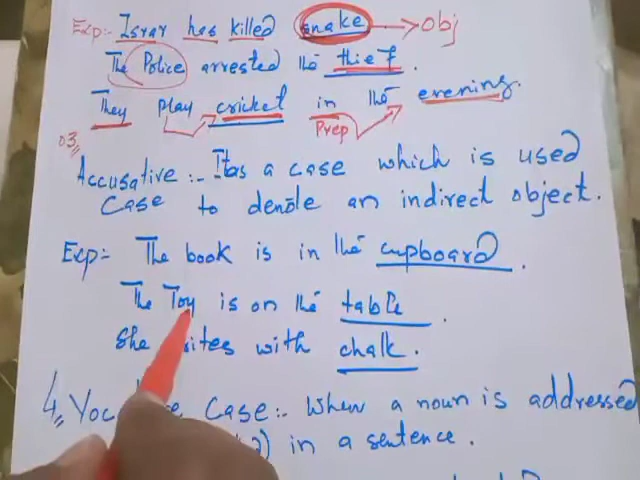 Exp:- Israr has killed snake → Obj
The Police arrested the thief.
They play cricket in the evening.
Prep
03,,
Accusative :- It is a case which is used
Case to denote an indirect object.
Exp:- The book is in the cupboard.
The Toy is on the table.
She with chalk.
4,, Case:- When a noun is addressed
in a sentence.